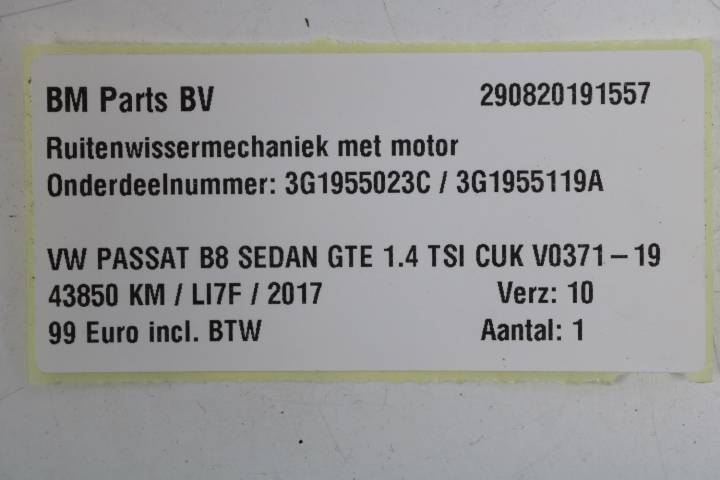 BM Parts BV 290820191557
Ruitenwissermechaniek met motor
Onderdeelnummer: 3G1955023C / 3G1955119A
VW PASSAT B8 SEDAN GTE 1.4 TSI CUK V0371-19
43850 KM / LI7F / 2017 Verz: 10
99 Euro incl. BTW Aantal: 1